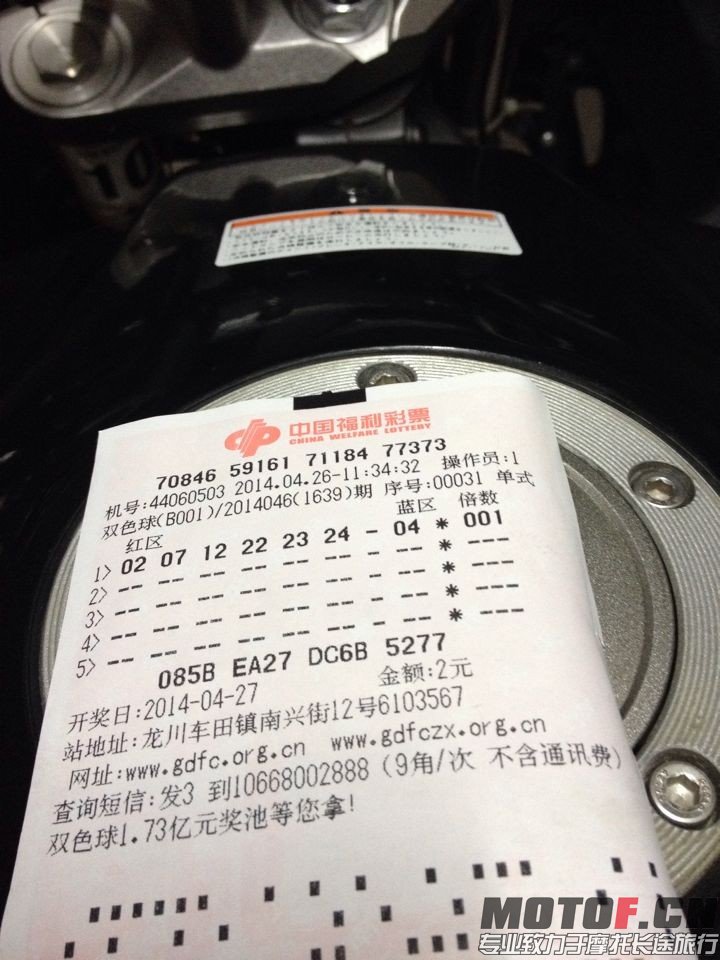 10
中国福利彩票
CHINA WELFARE LOTTERY
70846 59161 71184 77373
机号:44060503 2014.04.26-11:34:32 操作员:1
双色球(B001)/2014046(1639)期 序号:00031 单式
红区 蓝区 倍数
1> 02 07 12 22 23 24 - 04 * 001
2> -- -- -- -- -- -- - -- * ---
3> -- -- -- -- -- -- - -- * ---
4> -- -- -- -- -- -- - -- * ---
5> -- -- -- -- -- -- - -- * ---
085B EA27 DC6B 5277
开奖日:2014-04-27 金额:2元
站地址:龙川车田镇南兴街12号6103567
网址:www.gdfc.org.cn www.gdfczx.org.cn
查询短信:发3 到10668002888(9角/次 不含通讯费)
双色球1.73亿元奖池等您拿!
MOTOF.CN
专业致力于摩托长途旅行